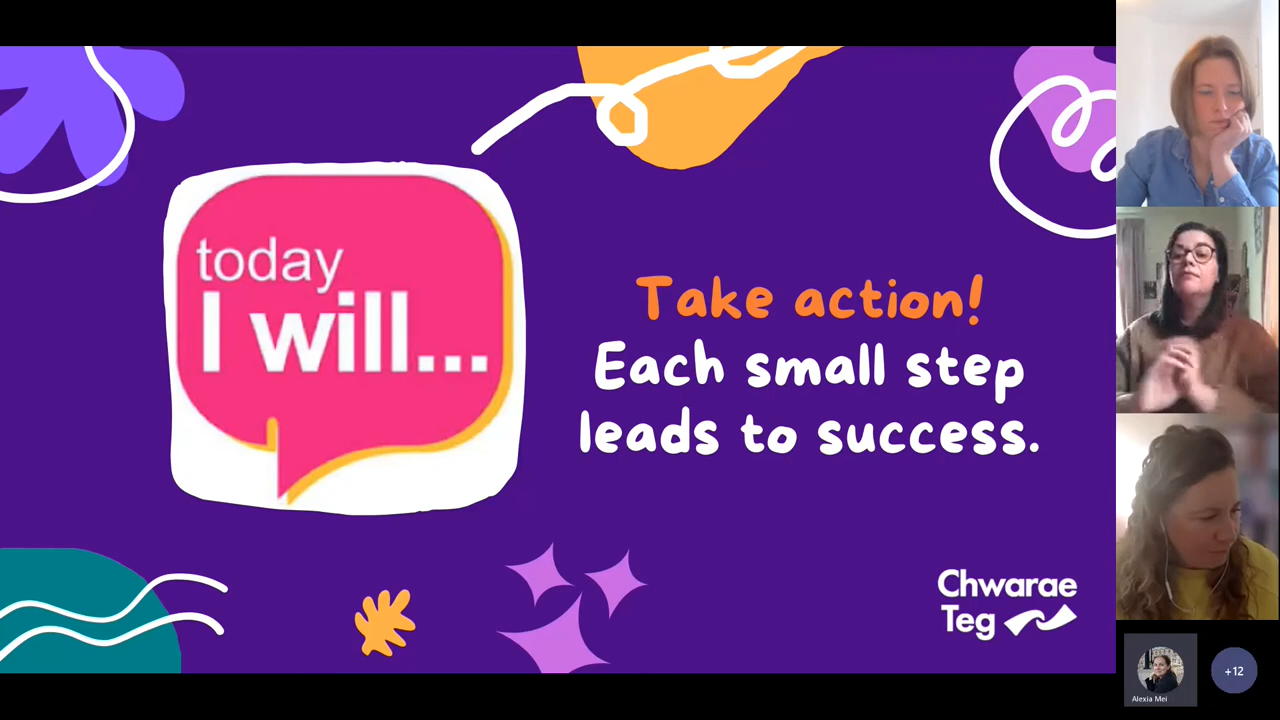 today
I will...
Take action!
Each small step
leads to success.
Chwarae
Teg
Alexia Mei
+12